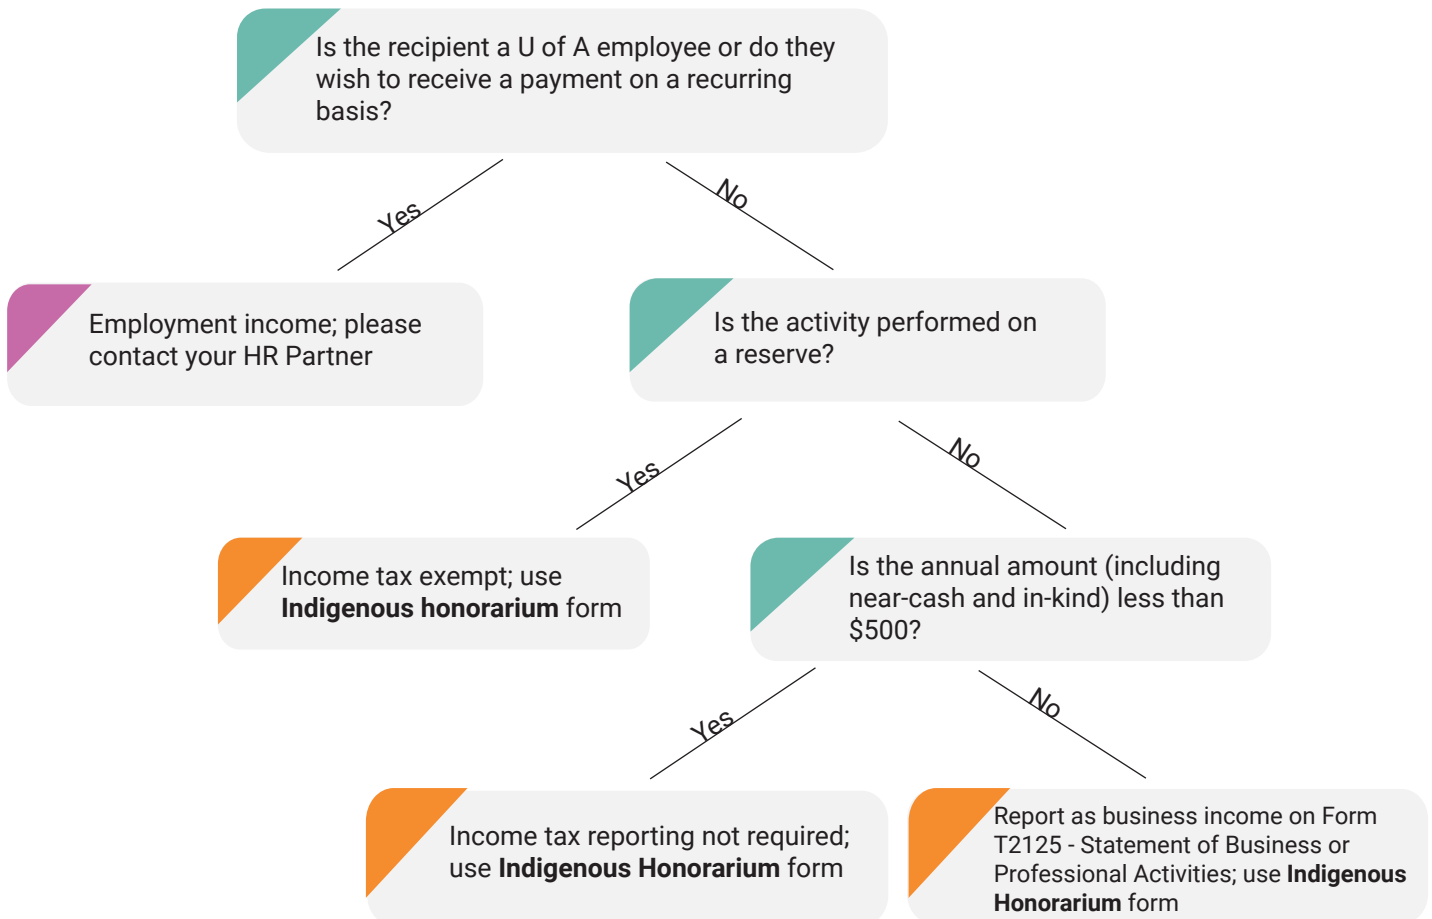 Is the recipient a U of A employee or do they
wish to receive a payment on a recurring
basis?
Yes
No
Employment income; please
contact your HR Partner
Is the activity performed on
a reserve?
Yes
No
Income tax exempt; use
Indigenous honorarium form
Is the annual amount (including
near-cash and in-kind) less than
$500?
Yes
No
Income tax reporting not required;
use Indigenous Honorarium form
Report as business income on Form
T2125 - Statement of Business or
Professional Activities; use Indigenous
Honorarium form